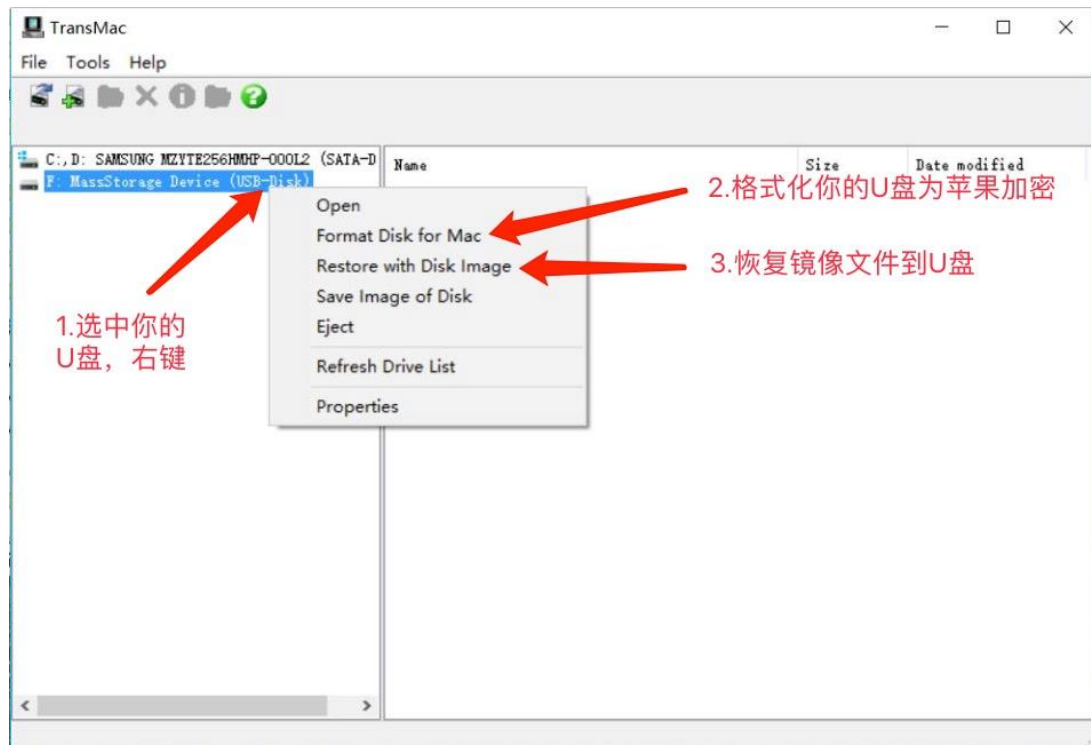 TransMac
File Tools Help
C:,D: SAMSUNG MZYTE256HMHP-000L2 (SATA-D
F: MassStorage Device (USB-Disk)
Name Size Date modified
Open
Format Disk for Mac
Restore with Disk Image
Save Image of Disk
Eject
Refresh Drive List
Properties
1.选中你的
U盘，右键
2.格式化你的U盘为苹果加密
3.恢复镜像文件到U盘